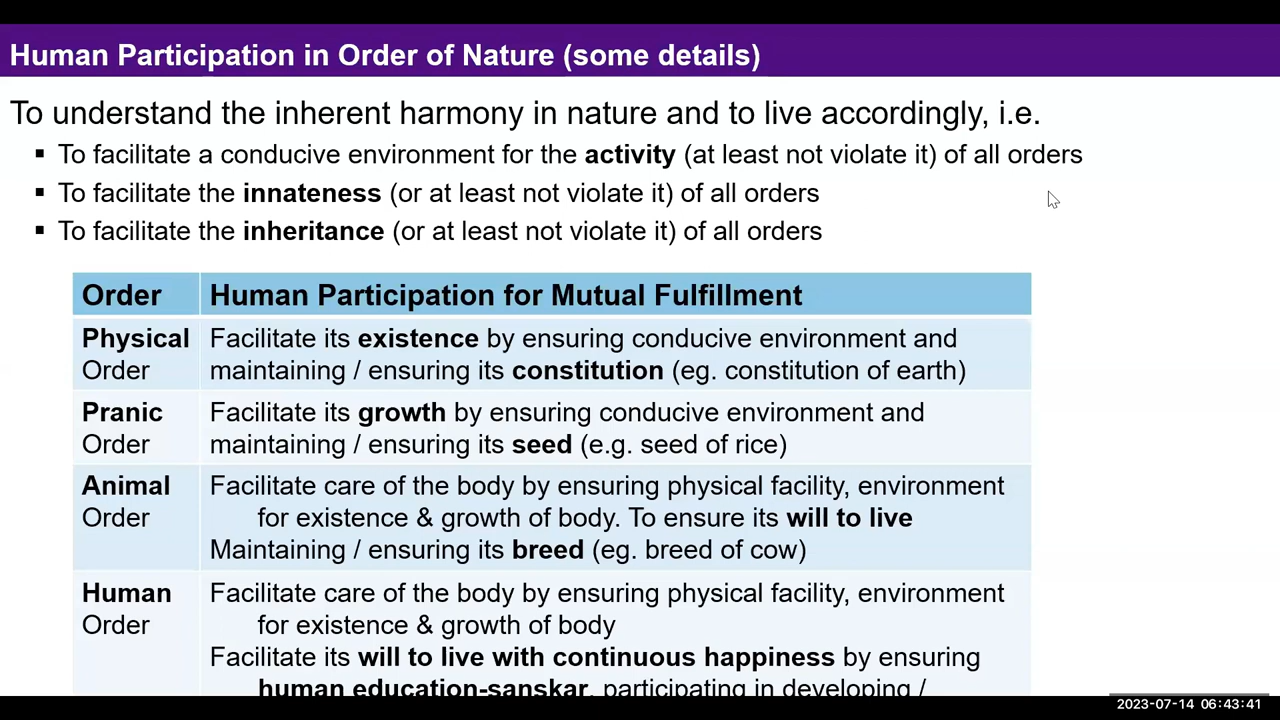 Human Participation in Order of Nature (some details)
To understand the inherent harmony in nature and to live accordingly, i.e.
▪ To facilitate a conducive environment for the activity (at least not violate it) of all orders
▪ To facilitate the innateness (or at least not violate it) of all orders
▪ To facilitate the inheritance (or at least not violate it) of all orders
Order Human Participation for Mutual Fulfillment
Physical Facilitate its existence by ensuring conducive environment and
Order maintaining / ensuring its constitution (eg. constitution of earth)
Pranic Facilitate its growth by ensuring conducive environment and
Order maintaining / ensuring its seed (e.g. seed of rice)
Animal Facilitate care of the body by ensuring physical facility, environment
Order for existence & growth of body. To ensure its will to live
Maintaining / ensuring its breed (eg. breed of cow)
Human Facilitate care of the body by ensuring physical facility, environment
Order for existence & growth of body
Facilitate its will to live with continuous happiness by ensuring
human education-sanskar, participating in developing /
2023-07-14 06:43:41